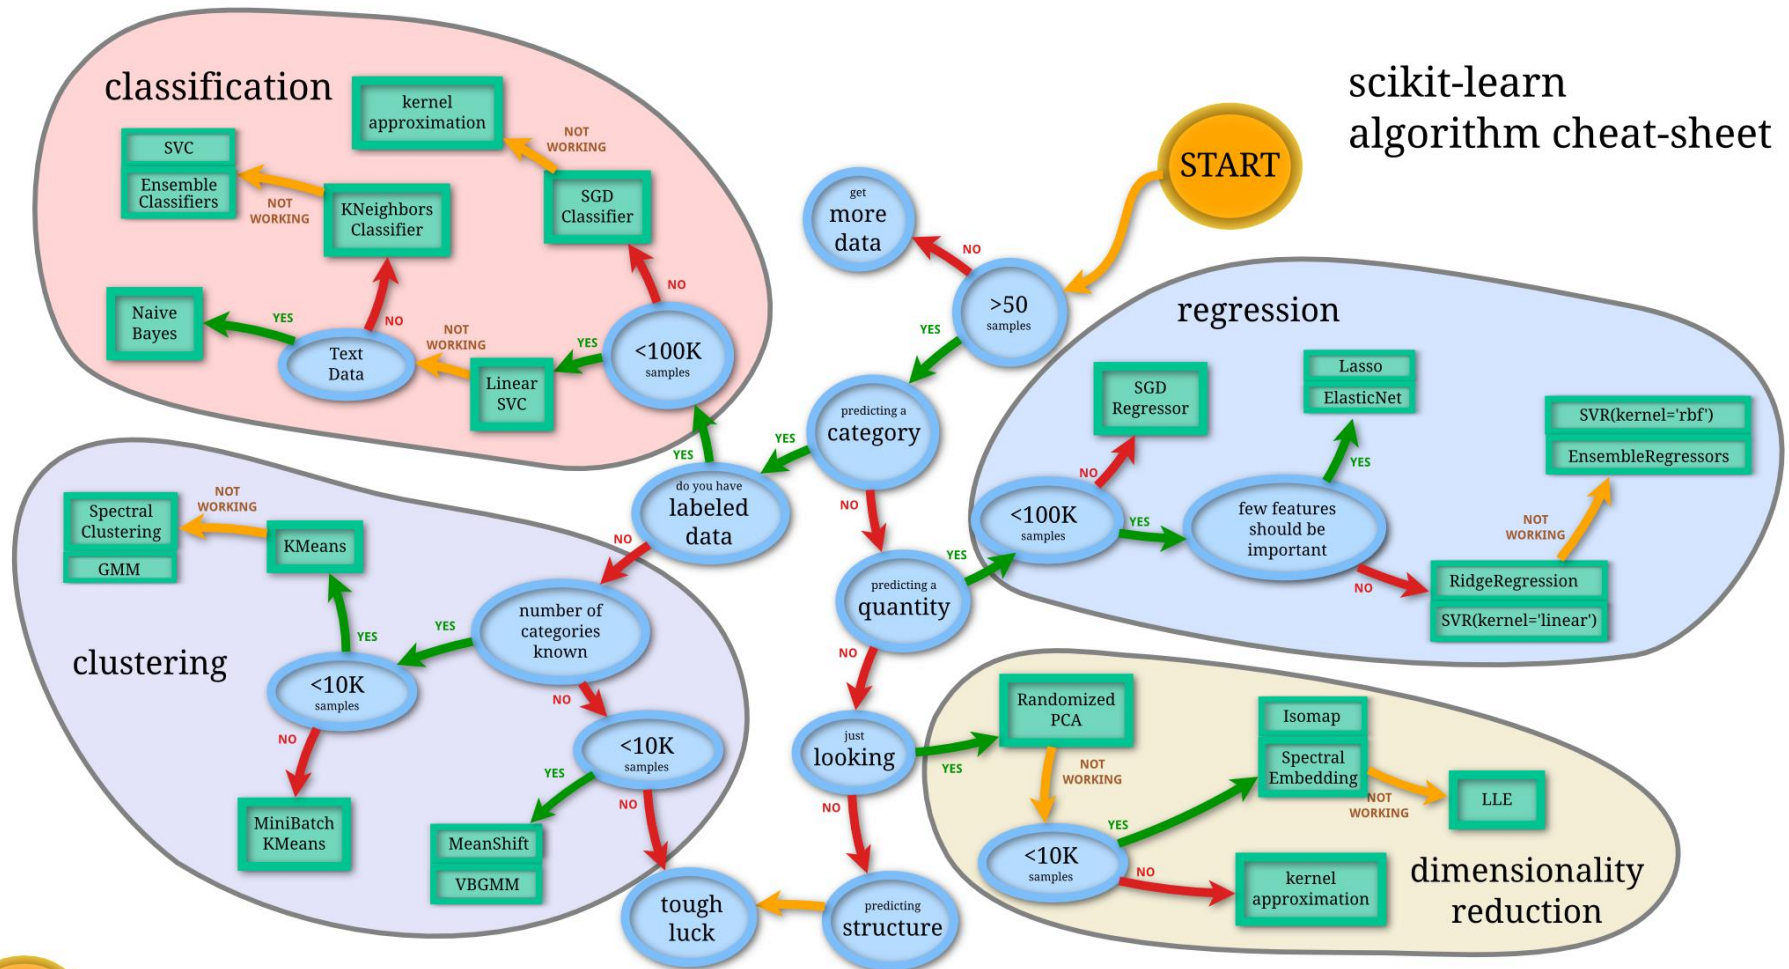 scikit-learn
algorithm cheat-sheet
START
>50
samples
NO
get
more
data
YES
predicting a
category
YES
do you have
labeled
data
YES
classification
<100K
samples
NO
SGD
Classifier
NOT
WORKING
kernel
approximation
YES
Linear
SVC
NOT
WORKING
Text
Data
YES
Naive
Bayes
NO
KNeighbors
Classifier
NOT
WORKING
SVC
Ensemble
Classifiers
NO
clustering
number of
categories
known
YES
<10K
samples
YES
KMeans
NOT
WORKING
Spectral
Clustering
GMM
NO
MiniBatch
KMeans
NO
<10K
samples
YES
MeanShift
VBGMM
NO
tough
luck
NO
predicting a
quantity
YES
regression
<100K
samples
NO
SGD
Regressor
YES
few features
should be
important
YES
Lasso
ElasticNet
NO
RidgeRegression
SVR(kernel='linear')
NOT
WORKING
SVR(kernel='rbf')
EnsembleRegressors
NO
just
looking
YES
Randomized
PCA
NOT
WORKING
<10K
samples
YES
Isomap
Spectral
Embedding
NOT
WORKING
LLE
NO
kernel
approximation
dimensionality
reduction
NO
predicting
structure